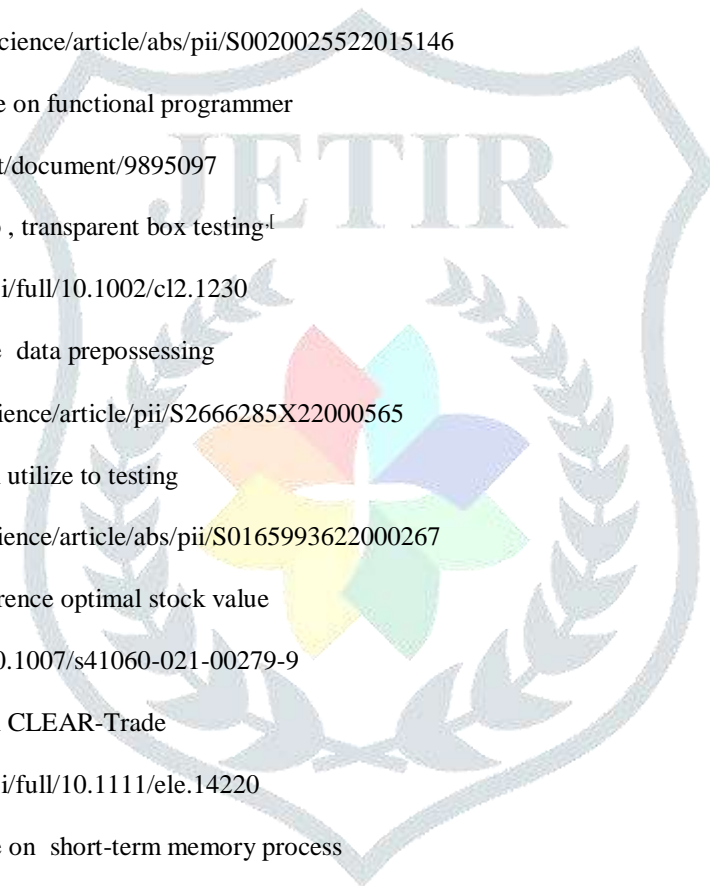 cience/article/abs/pii/S0020025522015146
e on functional programmer
t/document/9895097
JETIR
, transparent box testing.[
i/full/10.1002/cl2.1230
e data prepossessing
ience/article/pii/S2666285X22000565
utilize to testing
ience/article/abs/pii/S0165993622000267
rence optimal stock value
0.1007/s41060-021-00279-9
CLEAR-Trade
i/full/10.1111/ele.14220
e on short-term memory process